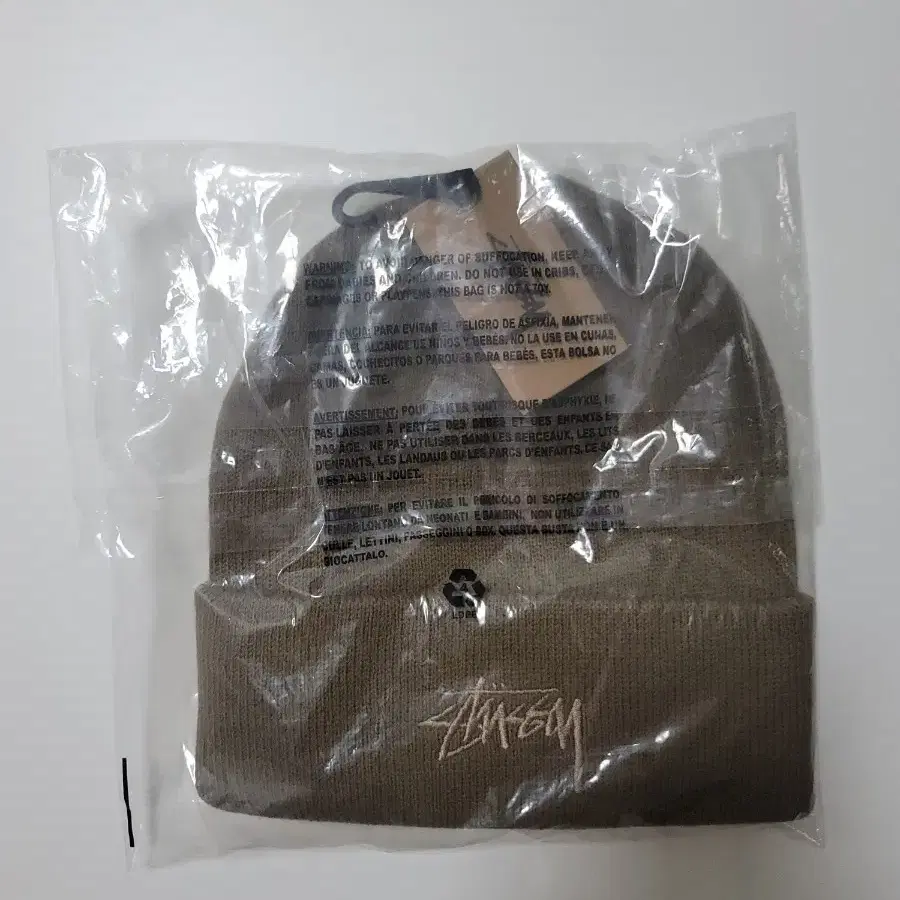 WARNING: TO AVOID DANGER OF SUFFOCATION, KEEP
FROM BABIES AND CHILDREN. DO NOT USE IN CRIBS,
CARRIAGES OR PLAYPENS. THIS BAG IS NOT A TOY.
ADVERTENCIA: PARA EVITAR EL PELIGRO DE ASFIXIA, MANTENER
FUERA DEL ALCANCE DE NIÑOS Y BEBÉS. NO LA USE EN CUNAS,
CAMAS, COCHECITOS O PARQUES PARA BEBÉS, ESTA BOLSA NO
ES UN JUGUETE.
AVERTISSEMENT: POUR ÉVITER TOUT RISQUE D'ASPHYXIE, NE
PAS LAISSER À PORTÉE DES BÉBÉS ET DES ENFANTS
BAS ÂGE. NE PAS UTILISER DANS LES BERCEAUX, LES LITS
D'ENFANTS, LES LANDAUS OU LES PARCS D'ENFANTS. CE
N'EST PAS UN JOUET.
ATTENZIONE: PER EVITARE IL PERICOLO DI SOFFOCAMENTO
TENERE LONTANO DA NEONATI E BAMBINI. NON UTILIZZARE IN
CULLE, LETTINI, PASSEGGINI O BOX. QUESTA BUSTA NON È UN
GIOCATTALO.
4
LDPE
STÜSSY